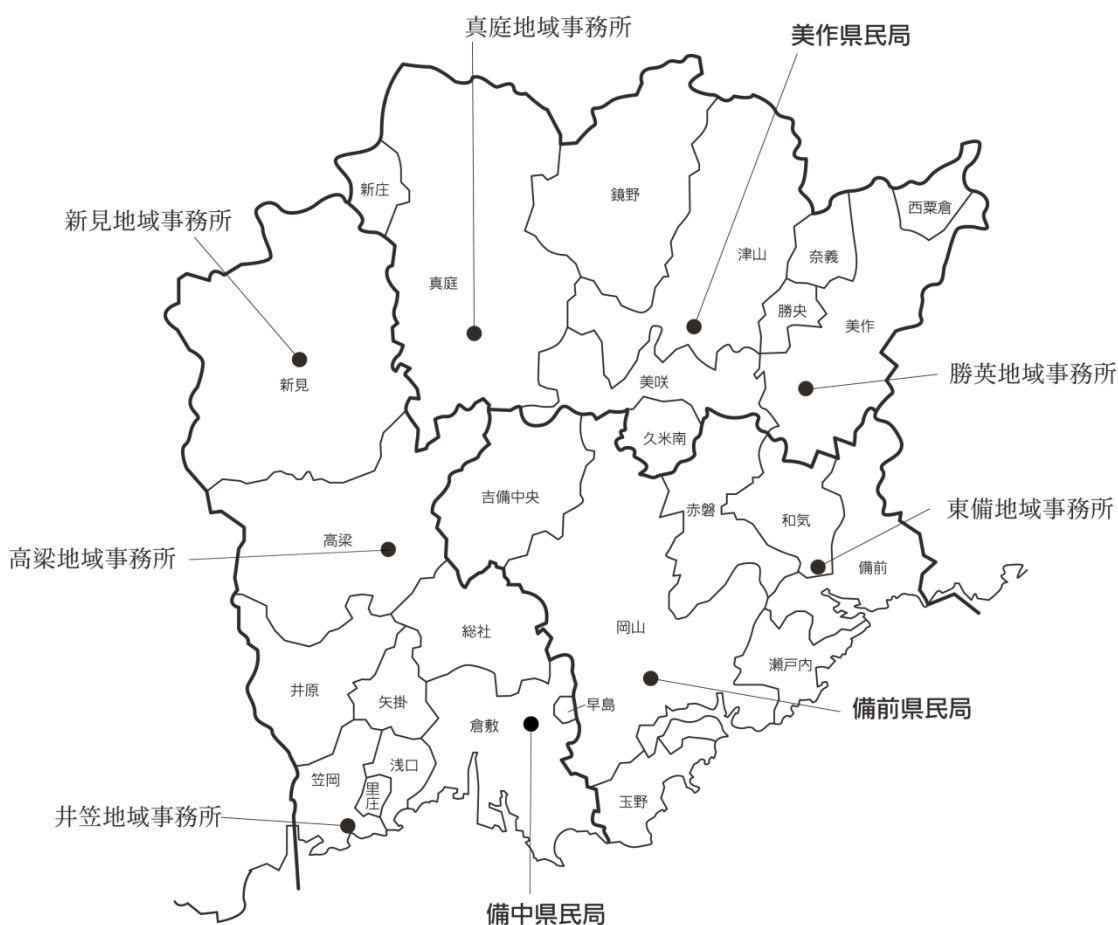 真庭地域事務所
美作県民局
新庄
鏡野
西粟倉
新見地域事務所
津山
奈義
真庭
勝央
美作
新見
美咲
勝英地域事務所
久米南
吉備中央
赤磐
和気
東備地域事務所
高梁
高梁地域事務所
備前
総社
岡山
瀬戸内
井原
矢掛
早島
備前県民局
倉敷
浅口
笠岡
里庄
玉野
井笠地域事務所
備中県民局